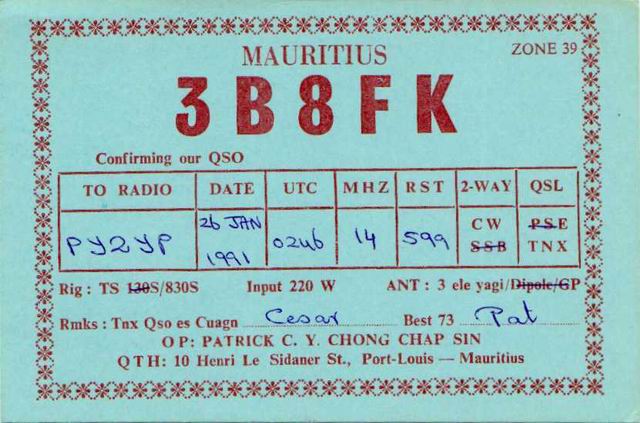 MAURITIUS ZONE 39
3B8FK
Confirming our QSO
TO RADIO DATE UTC MHZ RST 2-WAY QSL
PY2YP 26 JAN 1991 0246 14 599 CW SSB PSE TNX
Rig : TS 130S/830S Input 220 W ANT : 3 ele yagi/Dipole/GP
Rmks : Tnx Qso es Cuagn Cesar Best 73 Pat
OP: PATRICK C. Y. CHONG CHAP SIN
QTH: 10 Henri Le Sidaner St., Port-Louis — Mauritius